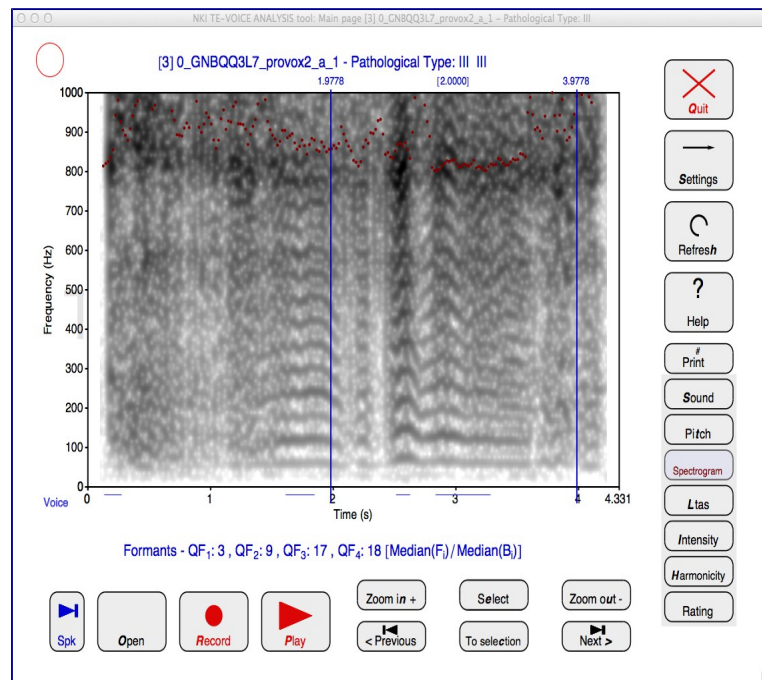 NKI TE-VOICE ANALYSIS tool: Main page [3] 0_GNBQQ3L7_provox2_a_1 - Pathological Type: III
[3] 0_GNBQQ3L7_provox2_a_1 - Pathological Type: III III
1.9778 [2.0000] 3.9778
1000
900
800
700
600
500
400
300
200
100
0
Frequency (Hz)
Voice
0 1 2 3 4 4.331
Time (s)
Formants - QF1: 3 , QF2: 9 , QF3: 17 , QF4: 18 [Median(Fi)/Median(Bi)]
Quit
Settings
Refresh
?
Help
#
Print
Sound
Pitch
Spectrogram
Ltas
Intensity
Harmonicity
Rating
Spk
Open
Record
Play
Zoom in +
Select
Zoom out -
< Previous
To selection
Next >